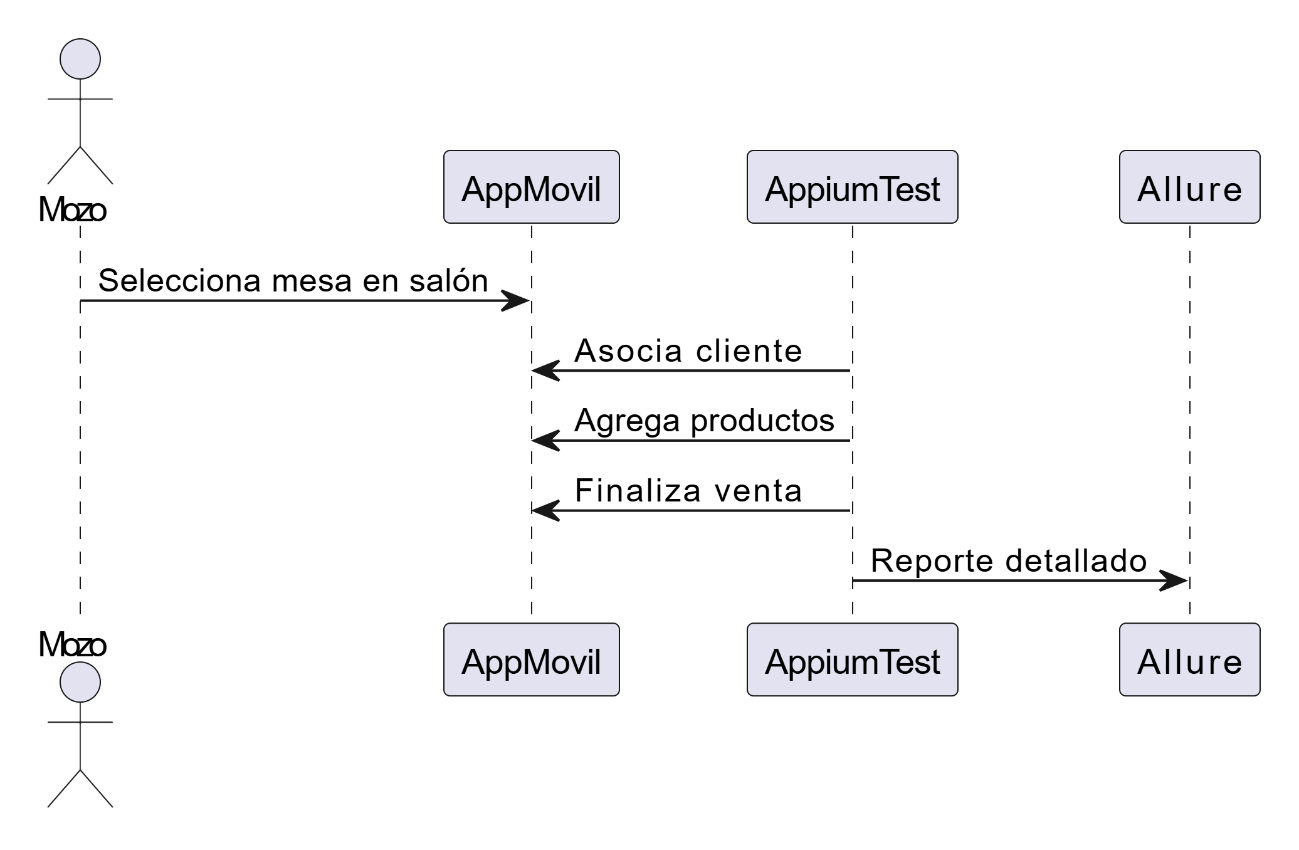 Mozo
AppMovil
AppiumTest
Allure
Selecciona mesa en salón
Asocia cliente
Agrega productos
Finaliza venta
Reporte detallado
Mozo
AppMovil
AppiumTest
Allure